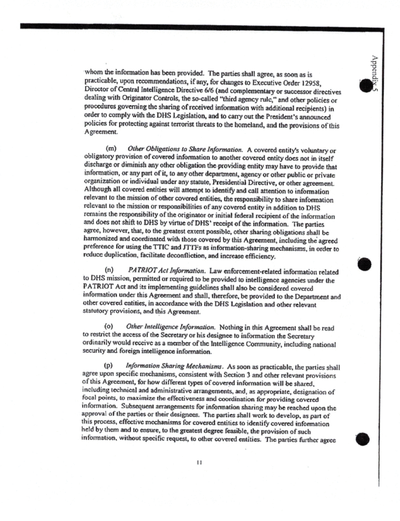 Appendix 5
whom the information has been provided. The parties shall agree, as soon as is
practicable, upon recommendations, if any, for changes to Executive Order 12958,
Director of Central Intelligence Directive 6/6 (and complementary or successor directives
dealing with Originator Controls, the so-called "third agency rule," and other policies or
procedures governing the sharing of received information with additional recipients) in
order to comply with the DHS Legislation, and to carry out the President's announced
policies for protecting against terrorist threats to the homeland, and the provisions of this
Agreement.
(m) Other Obligations to Share Information. A covered entity's voluntary or
obligatory provision of covered information to another covered entity does not in itself
discharge or diminish any other obligation the providing entity may have to provide that
information, or any part of it, to any other department, agency or other public or private
organization or individual under any statute, Presidential Directive, or other agreement.
Although all covered entities will attempt to identify and call attention to information
relevant to the mission of other covered entities, the responsibility to share information
relevant to the mission or responsibilities of any covered entity in addition to DHS
remains the responsibility of the originator or initial federal recipient of the information
and does not shift to DHS by virtue of DHS' receipt of the information. The parties
agree, however, that, to the greatest extent possible, other sharing obligations shall be
harmonized and coordinated with those covered by this Agreement, including the agreed
preference for using the TTIC and JTTFs as information-sharing mechanisms, in order to
reduce duplication, facilitate deconfliction, and increase efficiency.
(n) PATRIOT Act Information. Law enforcement-related information related
to DHS mission, permitted or required to be provided to intelligence agencies under the
PATRIOT Act and its implementing guidelines shall also be considered covered
information under this Agreement and shall, therefore, be provided to the Department and
other covered entities, in accordance with the DHS Legislation and other relevant
statutory provisions, and this Agreement.
(o) Other Intelligence Information. Nothing in this Agreement shall be read
to restrict the access of the Secretary or his designee to information the Secretary
ordinarily would receive as a member of the Intelligence Community, including national
security and foreign intelligence information.
(p) Information Sharing Mechanisms. As soon as practicable, the parties shall
agree upon specific mechanisms, consistent with Section 3 and other relevant provisions
of this Agreement, for how different types of covered information will be shared,
including technical and administrative arrangements, and, as appropriate, designation of
focal points, to maximize the effectiveness and coordination for providing covered
information. Subsequent arrangements for information sharing may be reached upon the
approval of the parties or their designees. The parties shall work to develop, as part of
this process, effective mechanisms for covered entities to identify covered information
held by them and to ensure, to the greatest degree feasible, the provision of such
information, without specific request, to other covered entities. The parties further agree
11